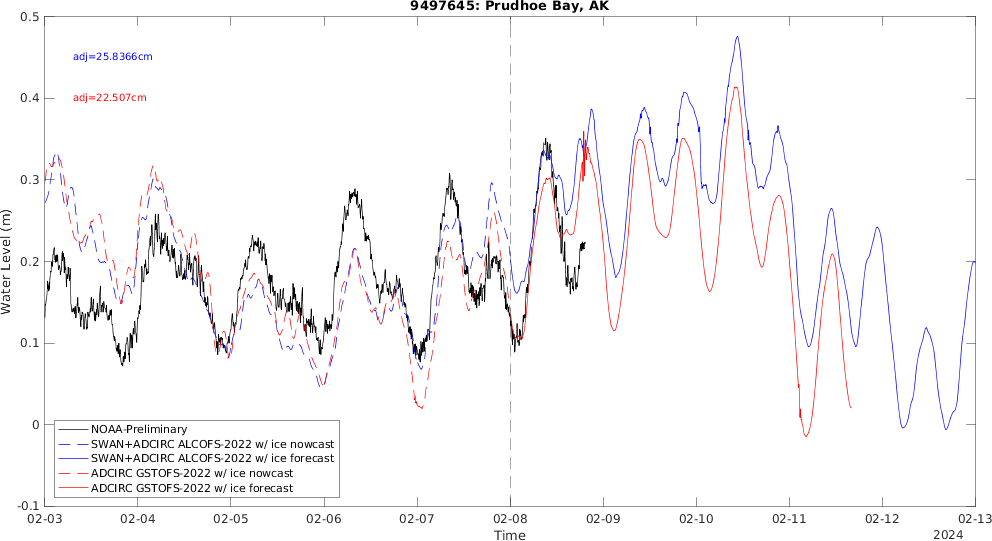 9497645: Prudhoe Bay, AK
0.5
0.4
0.3
0.2
0.1
0
-0.1
Water Level (m)
adj=25.8366cm
adj=22.507cm
NOAA-Preliminary
SWAN+ADCIRC ALCOFS-2022 w/ ice nowcast
SWAN+ADCIRC ALCOFS-2022 w/ ice forecast
ADCIRC GSTOFS-2022 w/ ice nowcast
ADCIRC GSTOFS-2022 w/ ice forecast
02-03 02-04 02-05 02-06 02-07 02-08 02-09 02-10 02-11 02-12 02-13
Time
2024